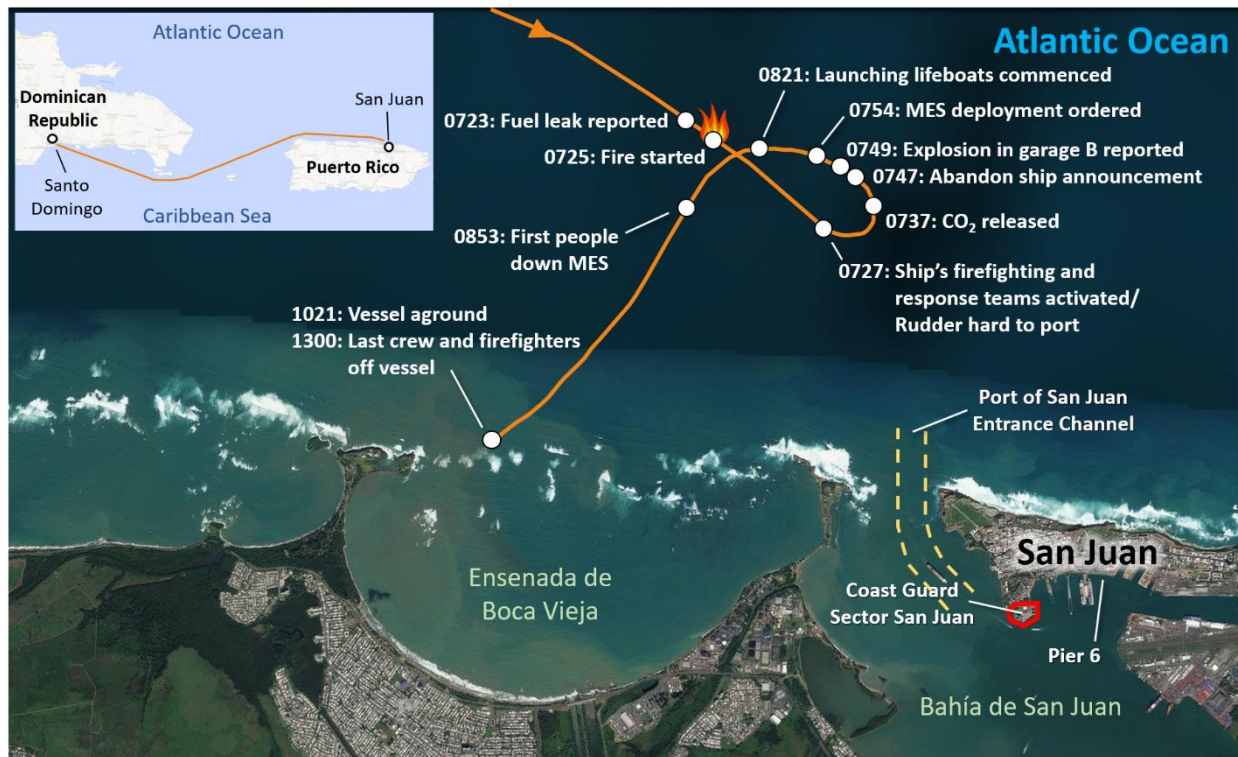 Atlantic Ocean
Dominican
Republic
San Juan
Puerto Rico
Santo
Domingo
Caribbean Sea
Atlantic Ocean
0821: Launching lifeboats commenced
0723: Fuel leak reported
0754: MES deployment ordered
0725: Fire started
0749: Explosion in garage B reported
0747: Abandon ship announcement
0737: CO₂ released
0853: First people
down MES
0727: Ship's firefighting and
response teams activated/
Rudder hard to port
1021: Vessel aground
1300: Last crew and firefighters
off vessel
Port of San Juan
Entrance Channel
San Juan
Ensenada de
Boca Vieja
Coast Guard
Sector San Juan
Pier 6
Bahía de San Juan